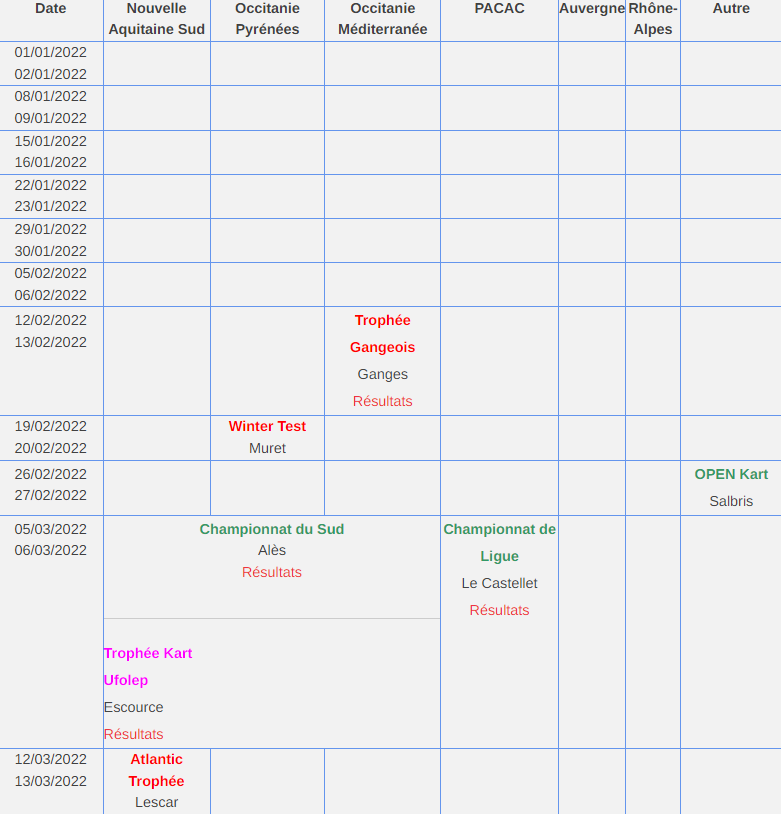 Date
Nouvelle
Aquitaine Sud
Occitanie
Pyrénées
Occitanie
Méditerranée
PACAC
Auvergne
Rhône-
Alpes
Autre
01/01/2022
02/01/2022
08/01/2022
09/01/2022
15/01/2022
16/01/2022
22/01/2022
23/01/2022
29/01/2022
30/01/2022
05/02/2022
06/02/2022
12/02/2022
13/02/2022
Trophée
Gangeois
Ganges
Résultats
19/02/2022
20/02/2022
Winter Test
Muret
26/02/2022
27/02/2022
OPEN Kart
Salbris
05/03/2022
06/03/2022
Championnat du Sud
Alès
Résultats
Trophée Kart
Ufolep
Escource
Résultats
Championnat de
Ligue
Le Castellet
Résultats
12/03/2022
13/03/2022
Atlantic
Trophée
Lescar